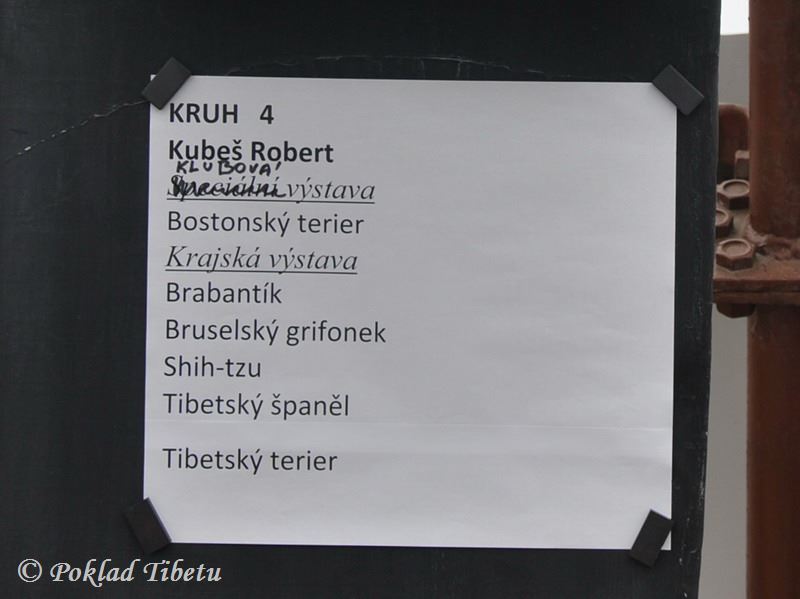 KRUH 4
Kubeš Robert
KLUBOVÁ
Speciální výstava
Bostonský terier
Krajská výstava
Brabantík
Bruselský grifonek
Shih-tzu
Tibetský španěl
Tibetský terier
© Poklad Tibetu